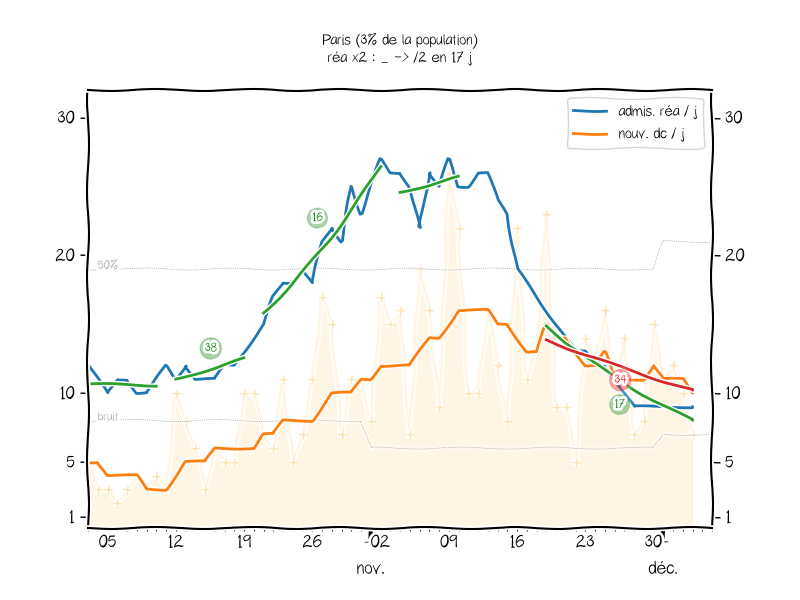 Paris (3% de la population)
réa x2 : _ -> /2 en 17 j
admis. réa / j
nouv. dc / j
30
30
20
20
10
10
5
5
1
1
50%
bruit
16
38
34
17
05 12 19 26 02 09 16 23 30
nov. déc.